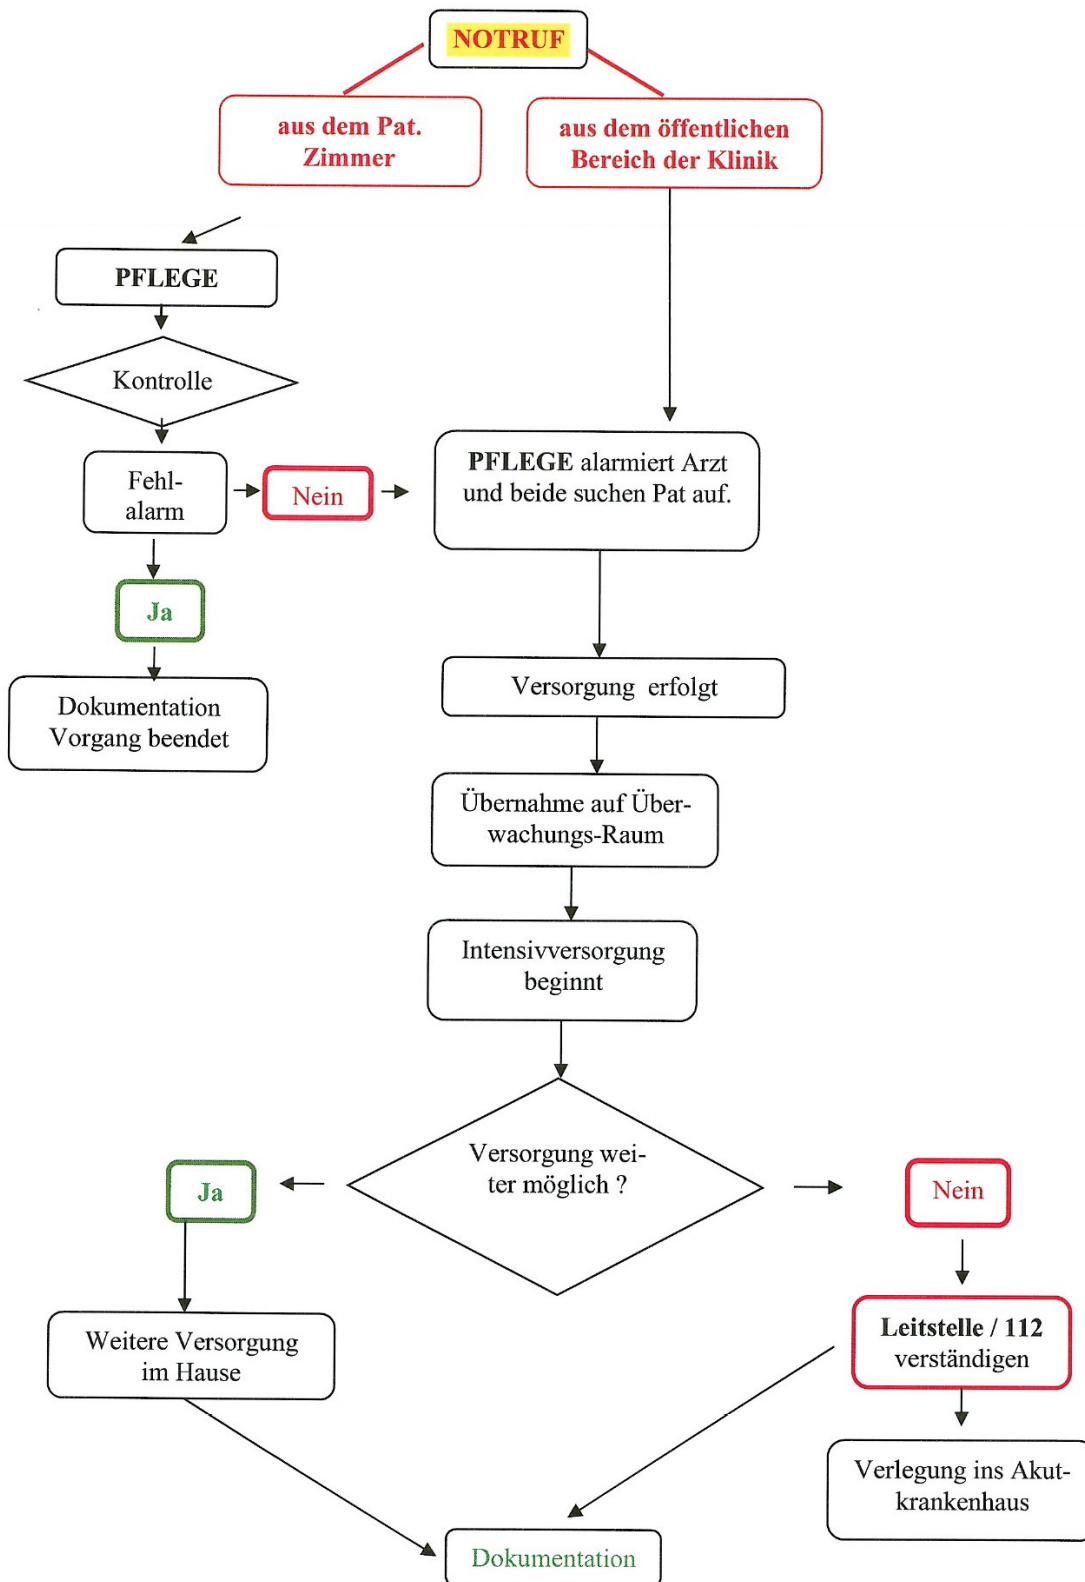 NOTRUF
aus dem Pat.
Zimmer
aus dem öffentlichen
Bereich der Klinik
PFLEGE
Kontrolle
Fehl-
alarm
Nein
PFLEGE alarmiert Arzt
und beide suchen Pat auf.
Ja
Dokumentation
Vorgang beendet
Versorgung erfolgt
Übernahme auf Über-
wachungs-Raum
Intensivversorgung
beginnt
Versorgung wei-
ter möglich ?
Ja
Nein
Weitere Versorgung
im Hause
Leitstelle / 112
verständigen
Verlegung ins Akut-
krankenhaus
Dokumentation